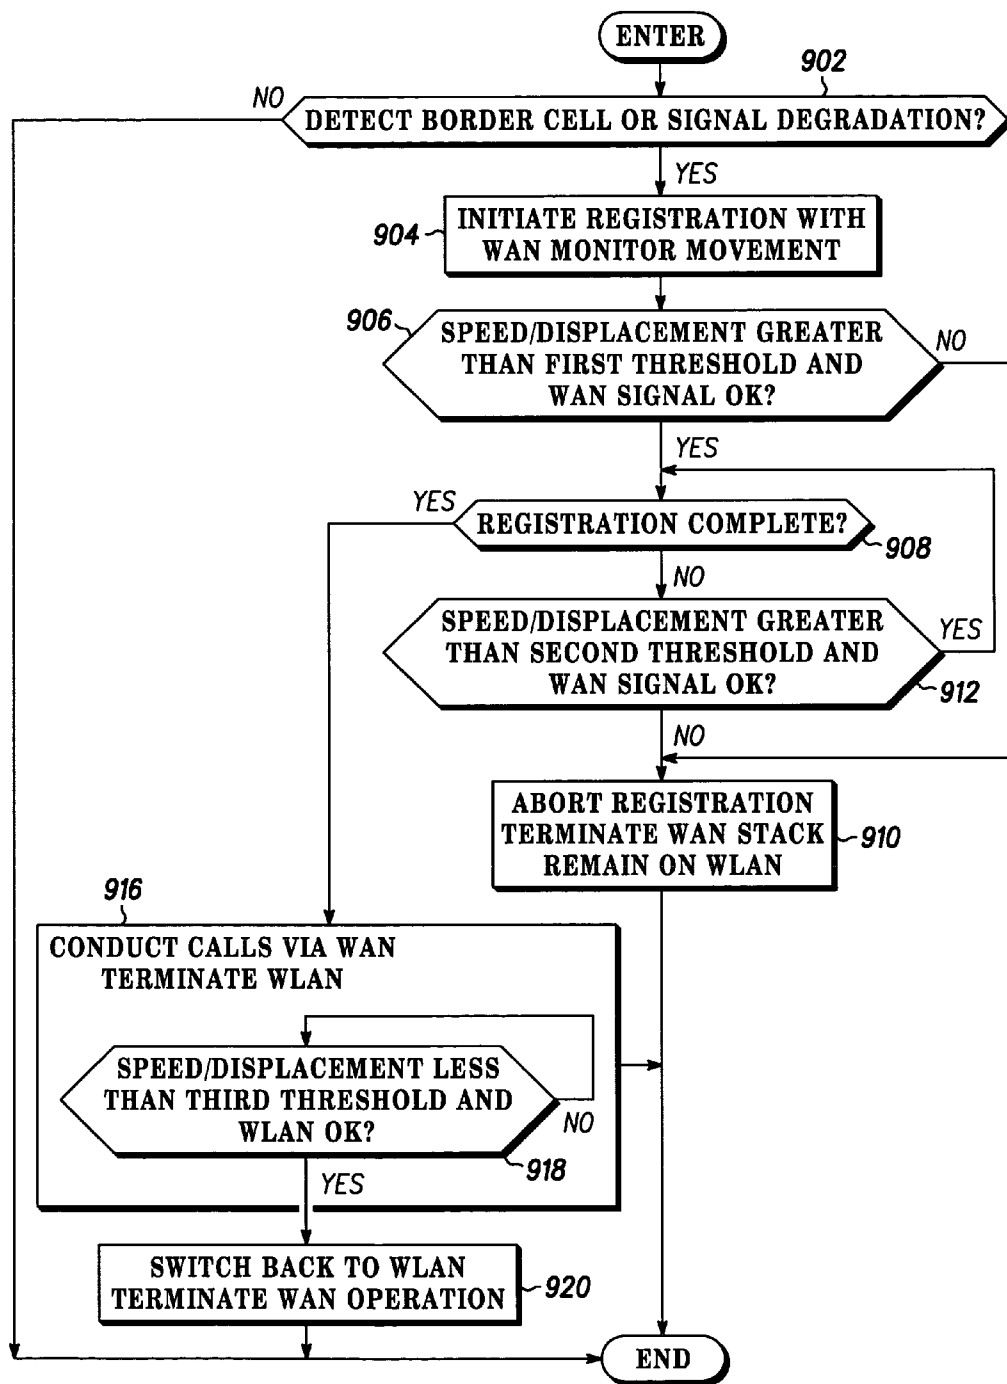 ENTER
902
NO
DETECT BORDER CELL OR SIGNAL DEGRADATION?
YES
904
INITIATE REGISTRATION WITH
WAN MONITOR MOVEMENT
906
SPEED/DISPLACEMENT GREATER
THAN FIRST THRESHOLD AND
WAN SIGNAL OK?
NO
YES
YES
REGISTRATION COMPLETE?
908
NO
SPEED/DISPLACEMENT GREATER
THAN SECOND THRESHOLD AND
WAN SIGNAL OK?
YES
912
NO
ABORT REGISTRATION
TERMINATE WAN STACK
REMAIN ON WLAN
910
916
CONDUCT CALLS VIA WAN
TERMINATE WLAN
SPEED/DISPLACEMENT LESS
THAN THIRD THRESHOLD AND
WLAN OK?
NO
918
YES
SWITCH BACK TO WLAN
TERMINATE WAN OPERATION
920
END